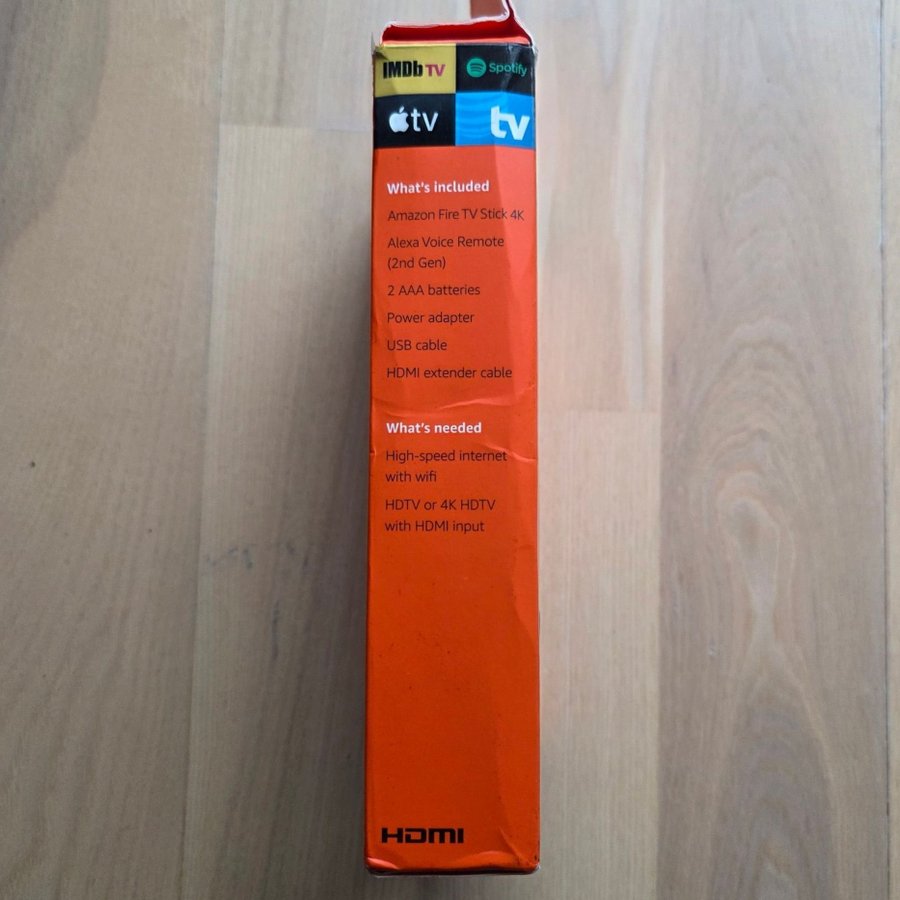 IMDb TV
Spotify
tv
tv
What's included
Amazon Fire TV Stick 4K
Alexa Voice Remote
(2nd Gen)
2 AAA batteries
Power adapter
USB cable
HDMI extender cable
What's needed
High-speed internet
with wifi
HDTV or 4K HDTV
with HDMI input
HDMI